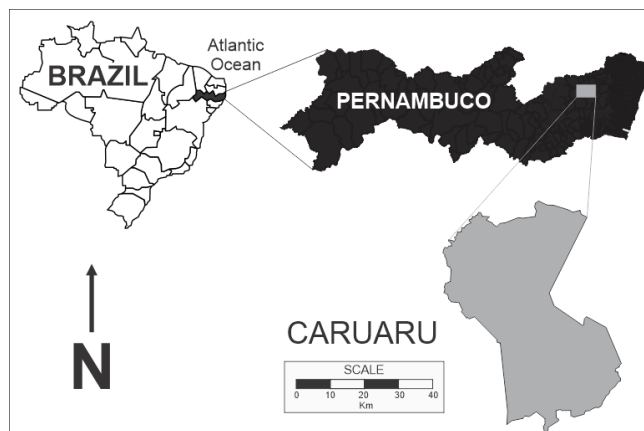 Atlantic
Ocean
BRAZIL
PERNAMBUCO
N
CARUARU
SCALE
0 10 20 30 40
Km